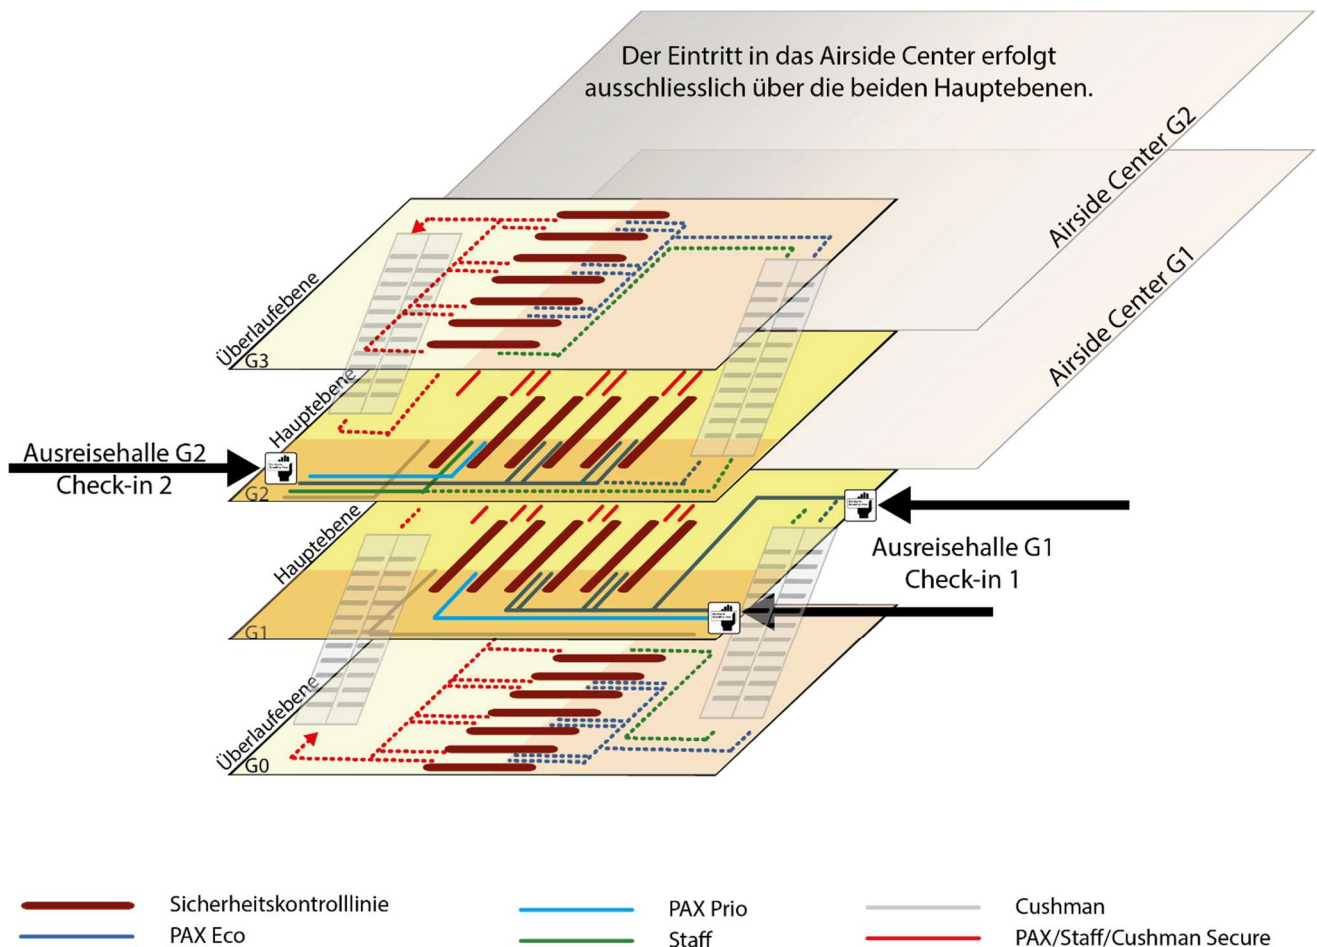 Der Eintritt in das Airside Center erfolgt
ausschliesslich über die beiden Hauptebenen.
Airside Center G2
Airside Center G1
Überlaufebene
G3
Hauptebene
Ausreisehalle G2
Check-in 2
G2
Hauptebene
Ausreisehalle G1
Check-in 1
G1
Überlaufebene
G0
Sicherheitskontrolllinie
PAX Prio
Cushman
PAX Eco
Staff
PAX/Staff/Cushman Secure